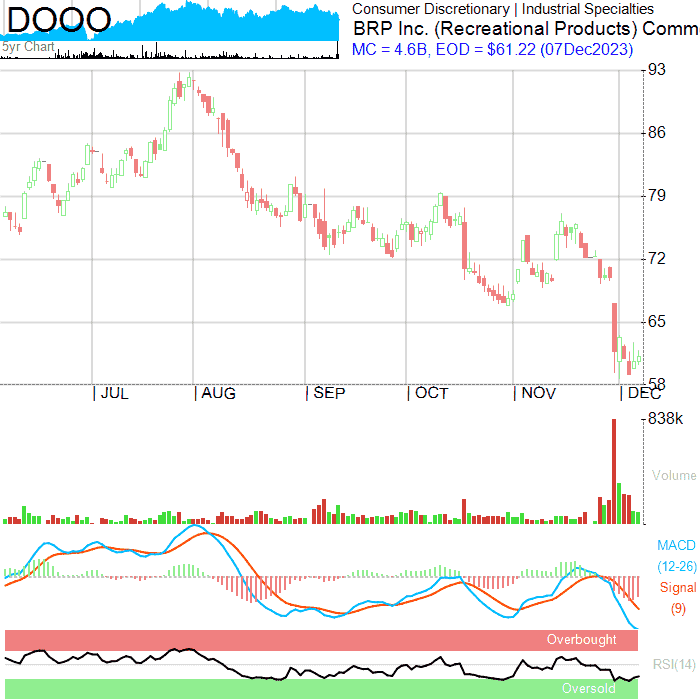 DOOO
Consumer Discretionary | Industrial Specialties
BRP Inc. (Recreational Products) Comm
5yr Chart
MC = 4.6B, EOD = $61.22 (07Dec2023)
93
86
79
72
65
58
JUL
AUG
SEP
OCT
NOV
DEC
838k
Volume
MACD
(12-26)
Signal
(9)
Overbought
RSI(14)
Oversold